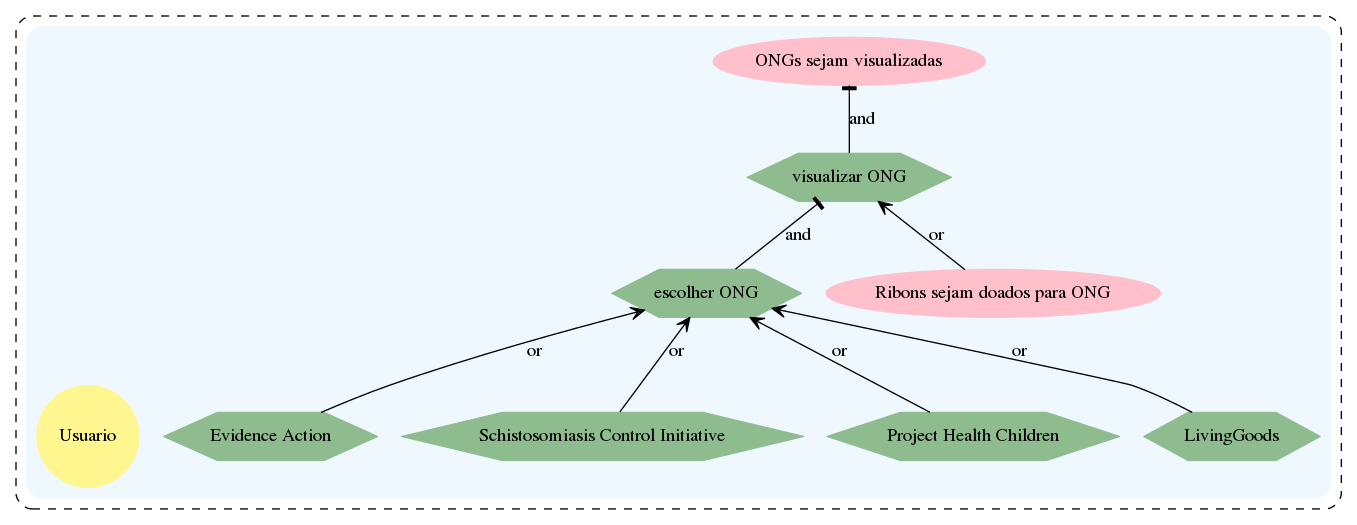 ONGs sejam visualizadas
and
visualizar ONG
and
or
escolher ONG
Ribons sejam doados para ONG
or
or
or
or
Usuario
Evidence Action
Schistosomiasis Control Initiative
Project Health Children
LivingGoods